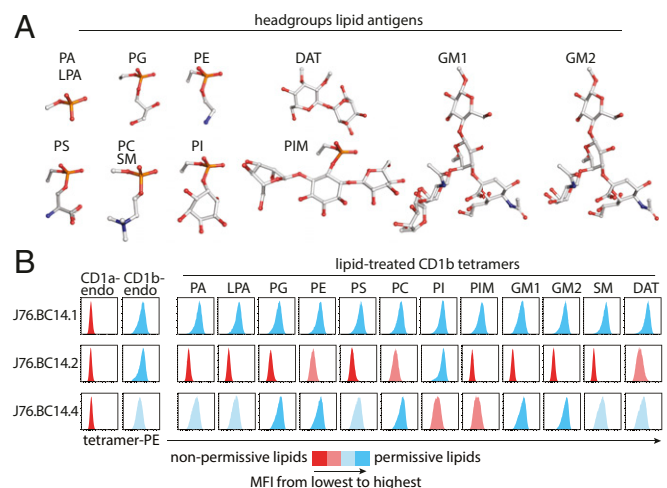 headgroups lipid antigens
A
PA PG PE DAT GM1 GM2
LPA
PS PC PI PIM
SM
B
lipid-treated CD1b tetramers
CD1a- CD1b-
endo endo
PA LPA PG PE PS PC PI PIM GM1 GM2 SM DAT
J76.BC14.1
J76.BC14.2
J76.BC14.4
tetramer-PE
non-permissive lipids permissive lipids
MFI from lowest to highest